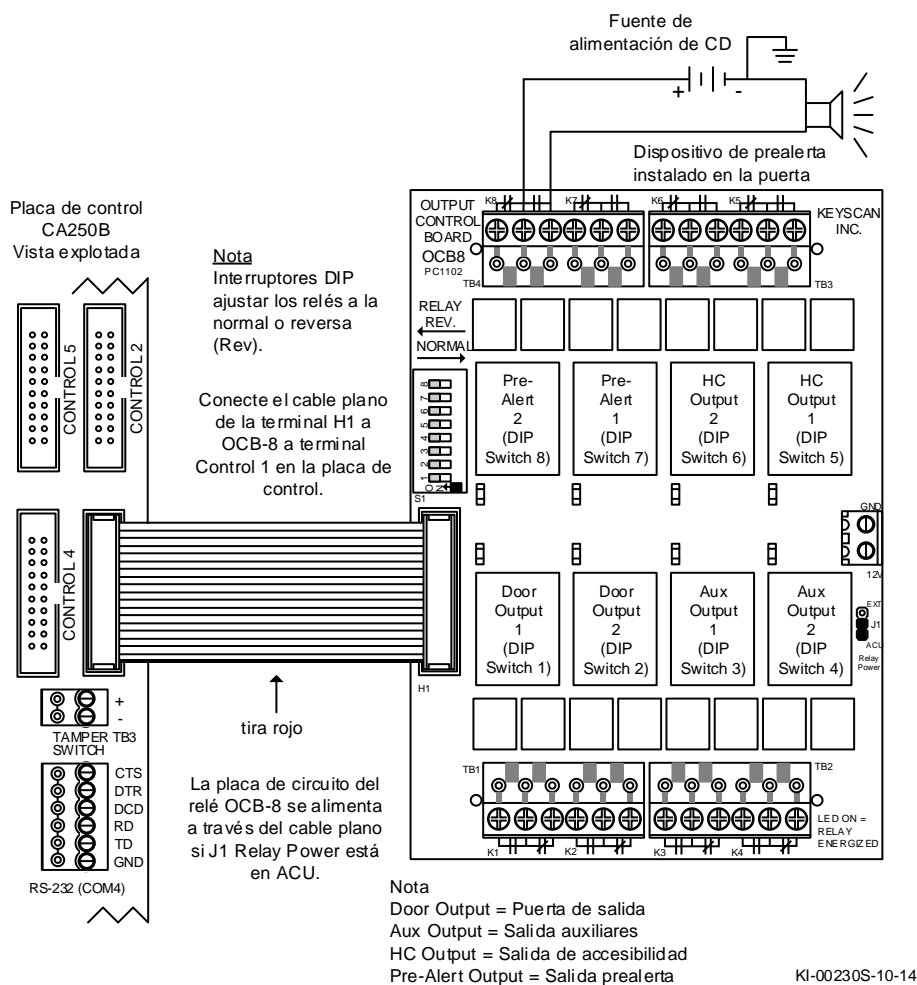 Fuente de
alimentación de CD
+
-
Dispositivo de prealerta
instalado en la puerta
Placa de control
CA250B
Vista explotada
Nota
Interruptores DIP
ajustar los relés a la
normal o reversa
(Rev).
Conecte el cable plano
de la terminal H1 a
OCB-8 a terminal
Control 1 en la placa de
control.
CONTROL 5
CONTROL 2
CONTROL 4
+
-
TAMPER TB3
SWITCH
CTS
DTR
DCD
RD
TD
GND
RS-232 (COM4)
tira rojo
La placa de circuito del
relé OCB-8 se alimenta
a través del cable plano
si J1 Relay Power está
en ACU.
OUTPUT
CONTROL
BOARD
OCB8
PC1102
K8
K7
K6
K5
KEYSCAN
INC.
TB4
TB3
RELAY
REV.
NORMAL
8
7
6
5
4
3
2
1
ON
S1
Pre-
Alert
2
(DIP
Switch 8)
Pre-
Alert
1
(DIP
Switch 7)
HC
Output
2
(DIP
Switch 6)
HC
Output
1
(DIP
Switch 5)
GND
12V
Door
Output
1
(DIP
Switch 1)
Door
Output
2
(DIP
Switch 2)
Aux
Output
1
(DIP
Switch 3)
Aux
Output
2
(DIP
Switch 4)
EXT
J1
ACU
Relay
Power
H1
TB1
TB2
K1
K2
K3
K4
LED ON =
RELAY
ENERGIZED
Nota
Door Output = Puerta de salida
Aux Output = Salida auxiliares
HC Output = Salida de accesibilidad
Pre-Alert Output = Salida prealerta
KI-00230S-10-14